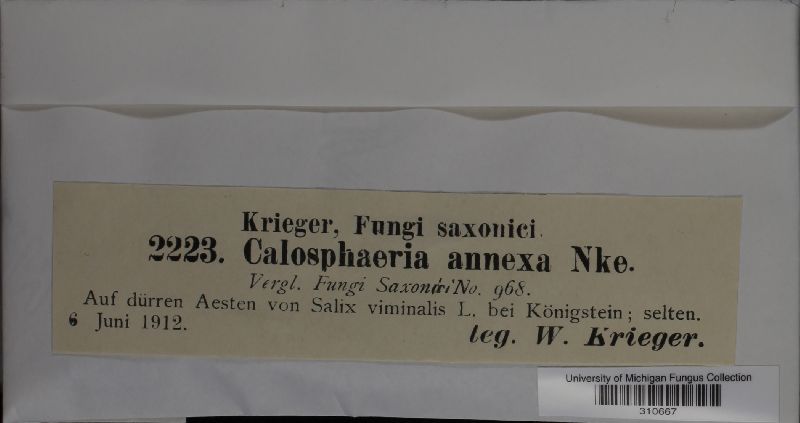 Krieger, Fungi saxonici.
2223. Calosphaeria annexa Nke.
Vergl. Fungi Saxonici No. 968.
Auf dürren Aesten von Salix viminalis L. bei Königstein; selten.
6 Juni 1912.
leg. W. Krieger.
University of Michigan Fungus Collection
310667